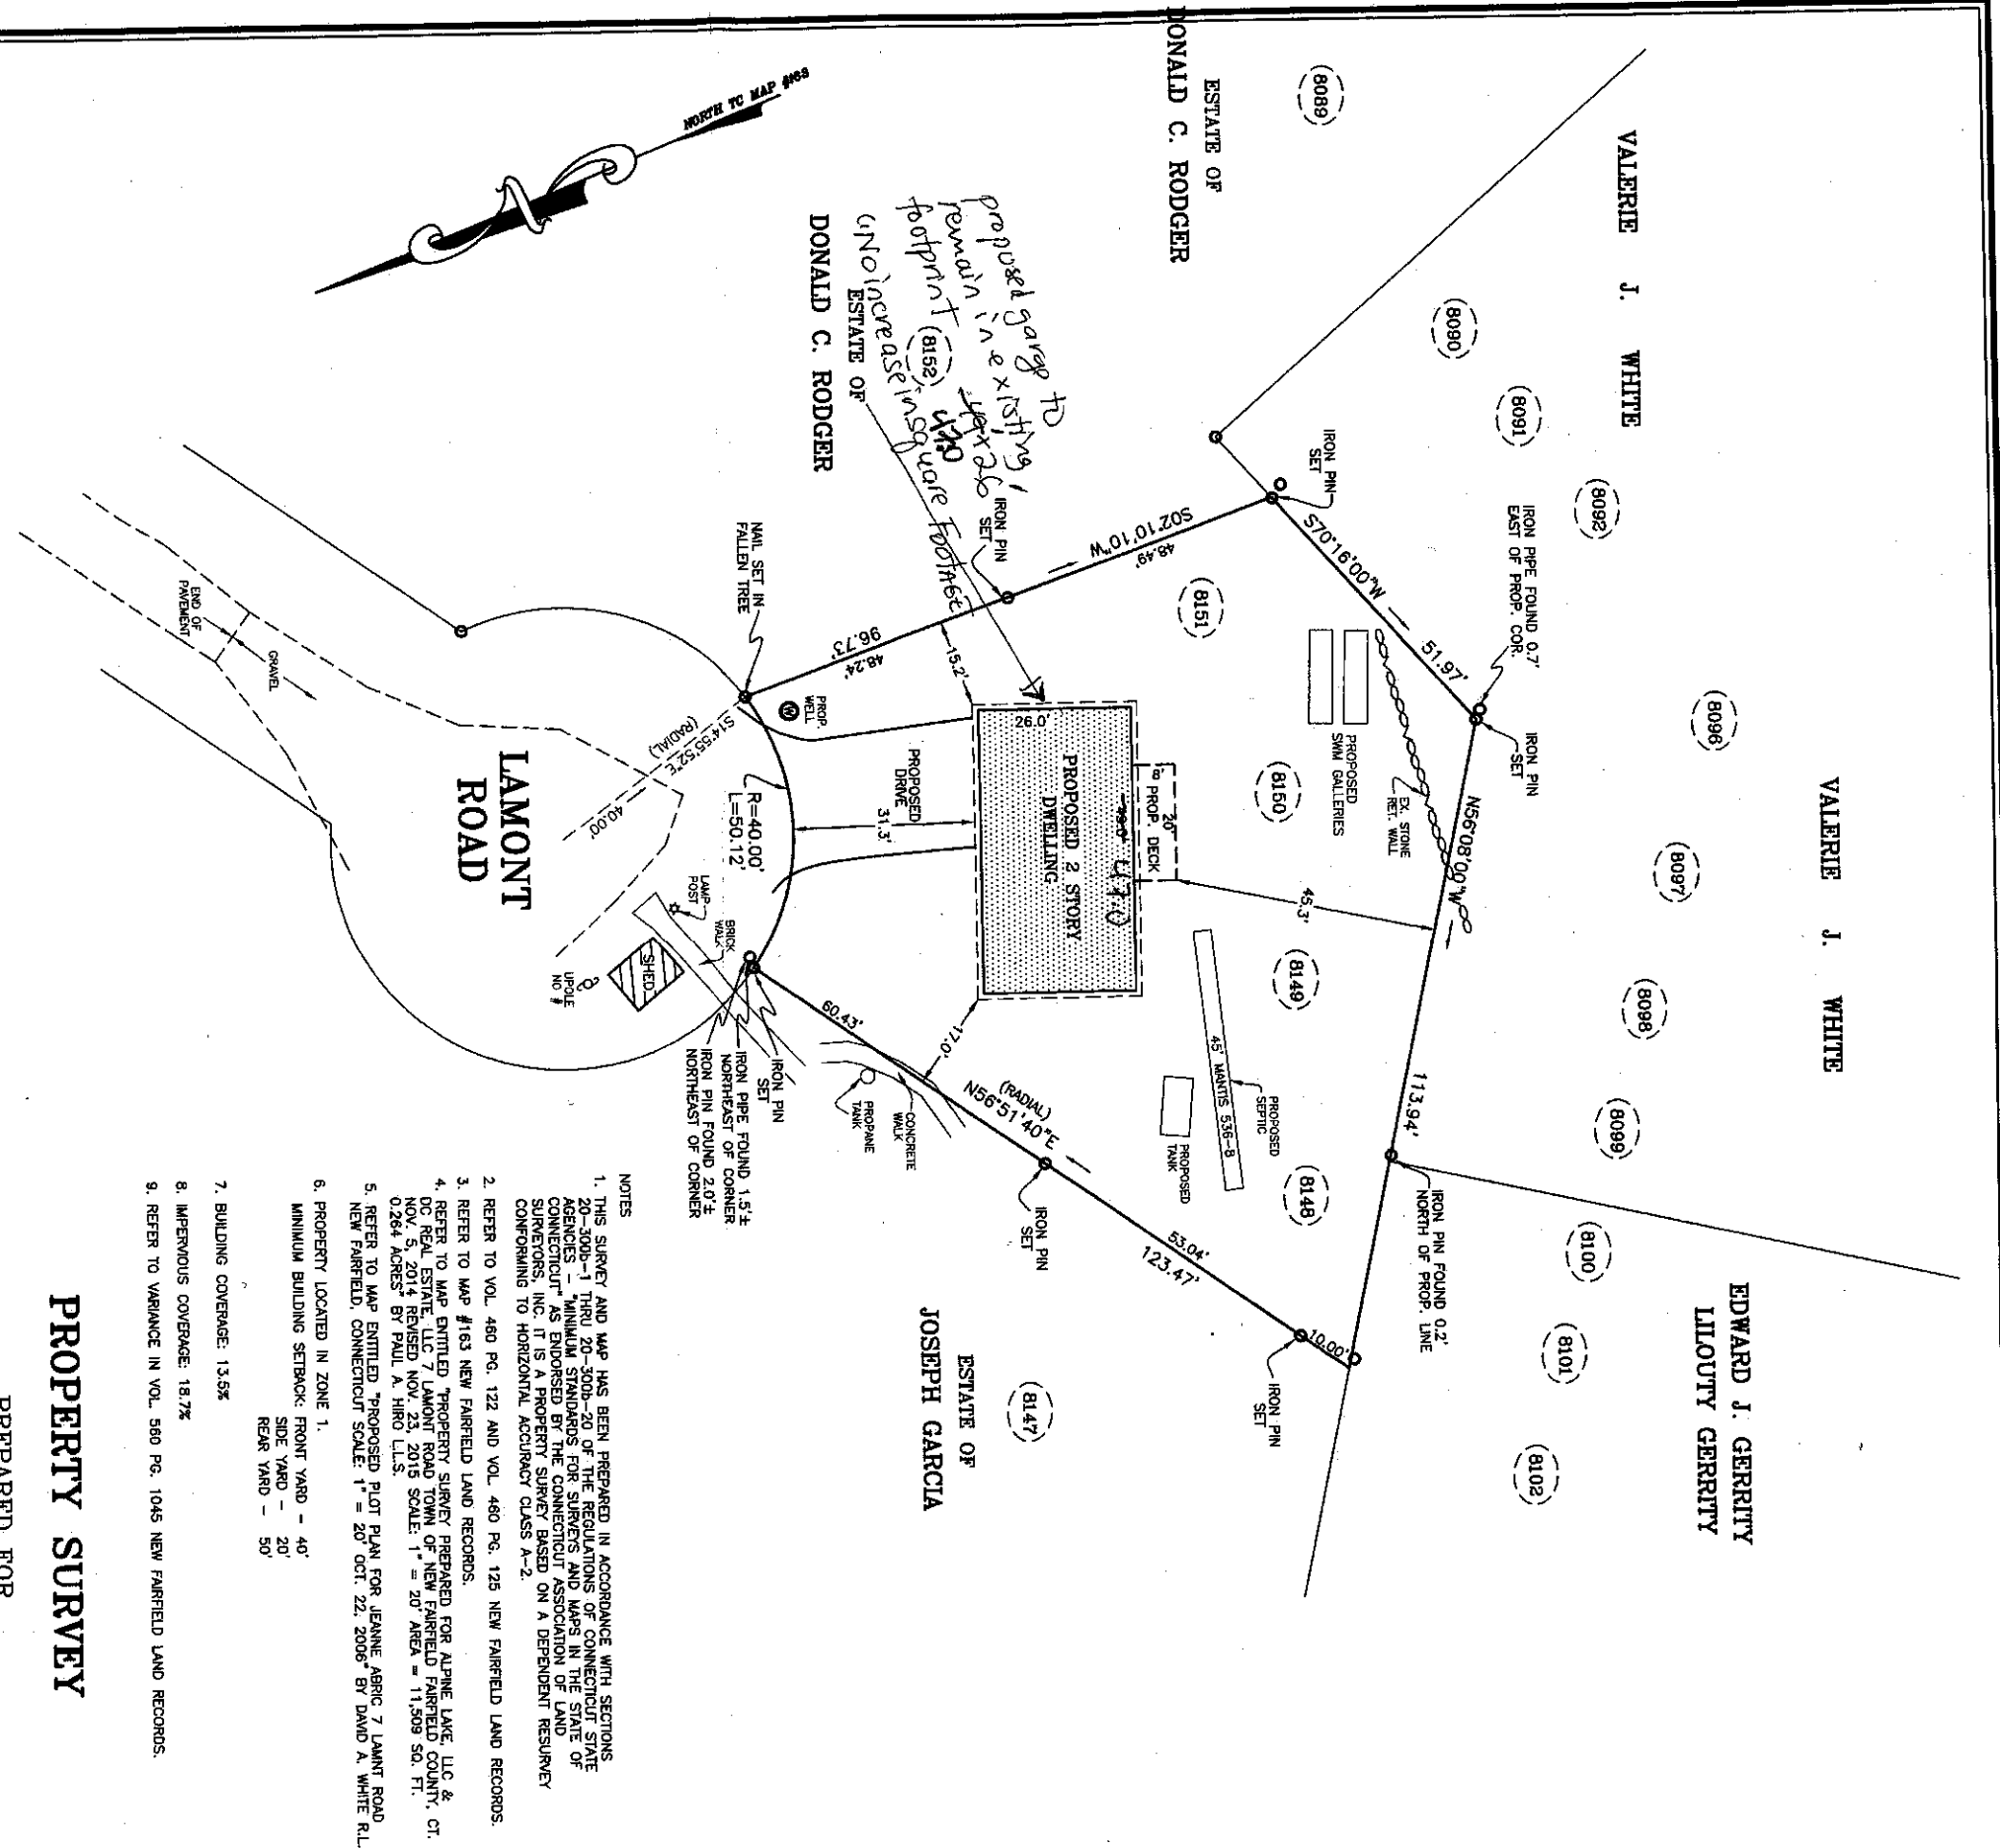 NORTH TO MAP #163
ESTATE OF
DONALD C. RODGER
(8089)
VALERIE J. WHITE
(8090)
(8091)
(8092)
(8096)
VALERIE J. WHITE
(8097)
(8098)
(8099)
(8100)
(8101)
(8102)
EDWARD J. GERRITY
LILOUTY GERRITY
proposed garge to
remain in existing
footprint
49x26
470
(No increase in square FOOTAGE)
(8152)
ESTATE OF
DONALD C. RODGER
IRON PIN
SET
IRON PIPE FOUND 0.7'
EAST OF PROP. COR.
IRON PIN
SET
S70°16'00"W
51.97'
N56°08'00"W
113.94'
S02°10'10"W
48.49'
IRON PIN
SET
96.73'
48.24'
15.2'
(8151)
(8150)
(8149)
(8148)
(8147)
PROPOSED
SWM GALLERIES
EX. STONE
RET. WALL
20'
8'
PROP. DECK
49.0'
47.0
26.0'
PROPOSED 2 STORY
DWELLING
45.3'
45' MANTIS 536-8
PROPOSED
SEPTIC
PROPOSED
TANK
IRON PIN FOUND 0.2'
NORTH OF PROP. LINE
NAIL SET IN
FALLEN TREE
PROP.
WELL
W
PROPOSED
DRIVE
31.3'
R=40.00'
L=50.12'
S14°55'52"E
(RADIAL)
40.00'
LAMONT
ROAD
END OF
PAVEMENT
GRAVEL
LAMP
POST
BRICK
WALK
SHED
UPOLE
NO #
60.43'
17.0'
(RADIAL)
N56°51'40"E
53.04'
123.47'
10.00'
IRON PIN
SET
IRON PIPE FOUND 1.5'±
NORTHEAST OF CORNER
IRON PIN FOUND 2.0'±
NORTHEAST OF CORNER
PROPANE
TANK
CONCRETE
WALK
IRON PIN
SET
IRON PIN
SET
ESTATE OF
JOSEPH GARCIA
NOTES
1. THIS SURVEY AND MAP HAS BEEN PREPARED IN ACCORDANCE WITH SECTIONS
20-300b-1 THRU 20-300b-20 OF THE REGULATIONS OF CONNECTICUT STATE
AGENCIES - "MINIMUM STANDARDS FOR SURVEYS AND MAPS IN THE STATE OF
CONNECTICUT" AS ENDORSED BY THE CONNECTICUT ASSOCIATION OF LAND
SURVEYORS, INC. IT IS A PROPERTY SURVEY BASED ON A DEPENDENT RESURVEY
CONFORMING TO HORIZONTAL ACCURACY CLASS A-2.
2. REFER TO VOL. 460 PG. 122 AND VOL. 460 PG. 125 NEW FAIRFIELD LAND RECORDS.
3. REFER TO MAP #163 NEW FAIRFIELD LAND RECORDS.
4. REFER TO MAP ENTITLED "PROPERTY SURVEY PREPARED FOR ALPINE LAKE, LLC &
DC REAL ESTATE, LLC 7 LAMONT ROAD TOWN OF NEW FAIRFIELD FAIRFIELD COUNTY, CT.
NOV. 5, 2014 REVISED NOV. 23, 2015 SCALE: 1" = 20' AREA = 11,509 SQ. FT.
0.264 ACRES" BY PAUL A. HIRO L.L.S.
5. REFER TO MAP ENTITLED "PROPOSED PLOT PLAN FOR JEANNE ABRIC 7 LAMNT ROAD
NEW FAIRFIELD, CONNECTICUT SCALE: 1" = 20' OCT. 22, 2006" BY DAVID A. WHITE R.L.
6. PROPERTY LOCATED IN ZONE 1.
MINIMUM BUILDING SETBACK: FRONT YARD - 40'
SIDE YARD - 20'
REAR YARD - 50'
7. BUILDING COVERAGE: 13.5%
8. IMPERVIOUS COVERAGE: 18.7%
9. REFER TO VARIANCE IN VOL. 560 PG. 1045 NEW FAIRFIELD LAND RECORDS.
PROPERTY SURVEY
PREPARED FOR